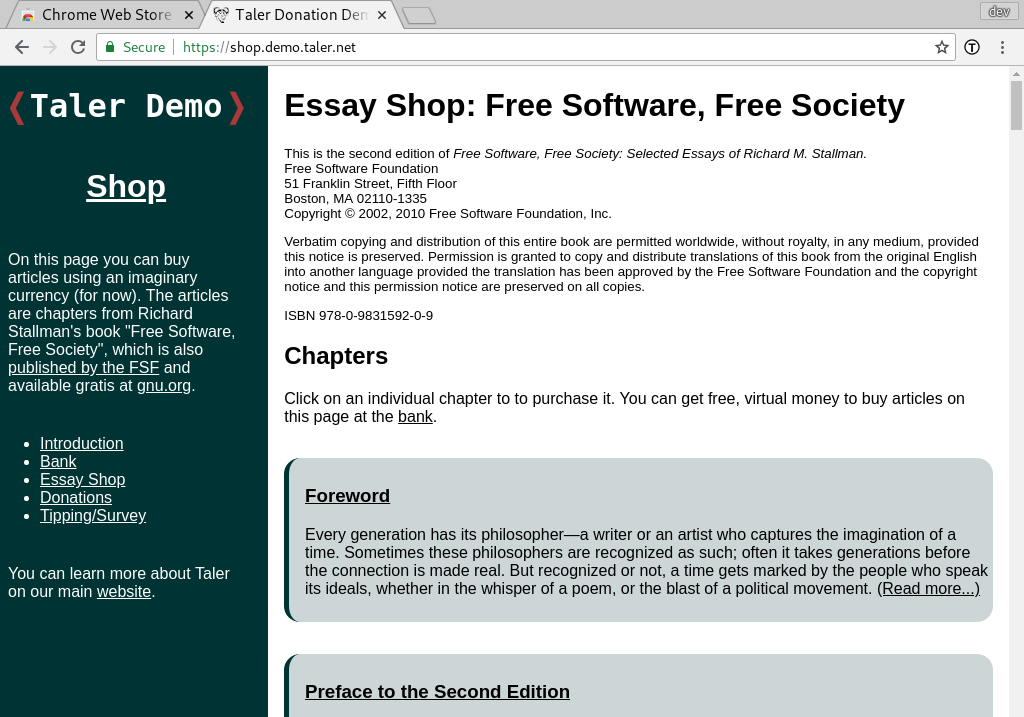 Chrome Web Store
Taler Donation Dem
dev
Secure
https://shop.demo.taler.net
T
❬Taler Demo❭
Shop
On this page you can buy
articles using an imaginary
currency (for now). The articles
are chapters from Richard
Stallman's book "Free Software,
Free Society", which is also
published by the FSF and
available gratis at gnu.org.
• Introduction
• Bank
• Essay Shop
• Donations
• Tipping/Survey
You can learn more about Taler
on our main website.
Essay Shop: Free Software, Free Society
This is the second edition of Free Software, Free Society: Selected Essays of Richard M. Stallman.
Free Software Foundation
51 Franklin Street, Fifth Floor
Boston, MA 02110-1335
Copyright © 2002, 2010 Free Software Foundation, Inc.
Verbatim copying and distribution of this entire book are permitted worldwide, without royalty, in any medium, provided
this notice is preserved. Permission is granted to copy and distribute translations of this book from the original English
into another language provided the translation has been approved by the Free Software Foundation and the copyright
notice and this permission notice are preserved on all copies.
ISBN 978-0-9831592-0-9
Chapters
Click on an individual chapter to to purchase it. You can get free, virtual money to buy articles on
this page at the bank.
Foreword
Every generation has its philosopher—a writer or an artist who captures the imagination of a
time. Sometimes these philosophers are recognized as such; often it takes generations before
the connection is made real. But recognized or not, a time gets marked by the people who speak
its ideals, whether in the whisper of a poem, or the blast of a political movement. (Read more...)
Preface to the Second Edition